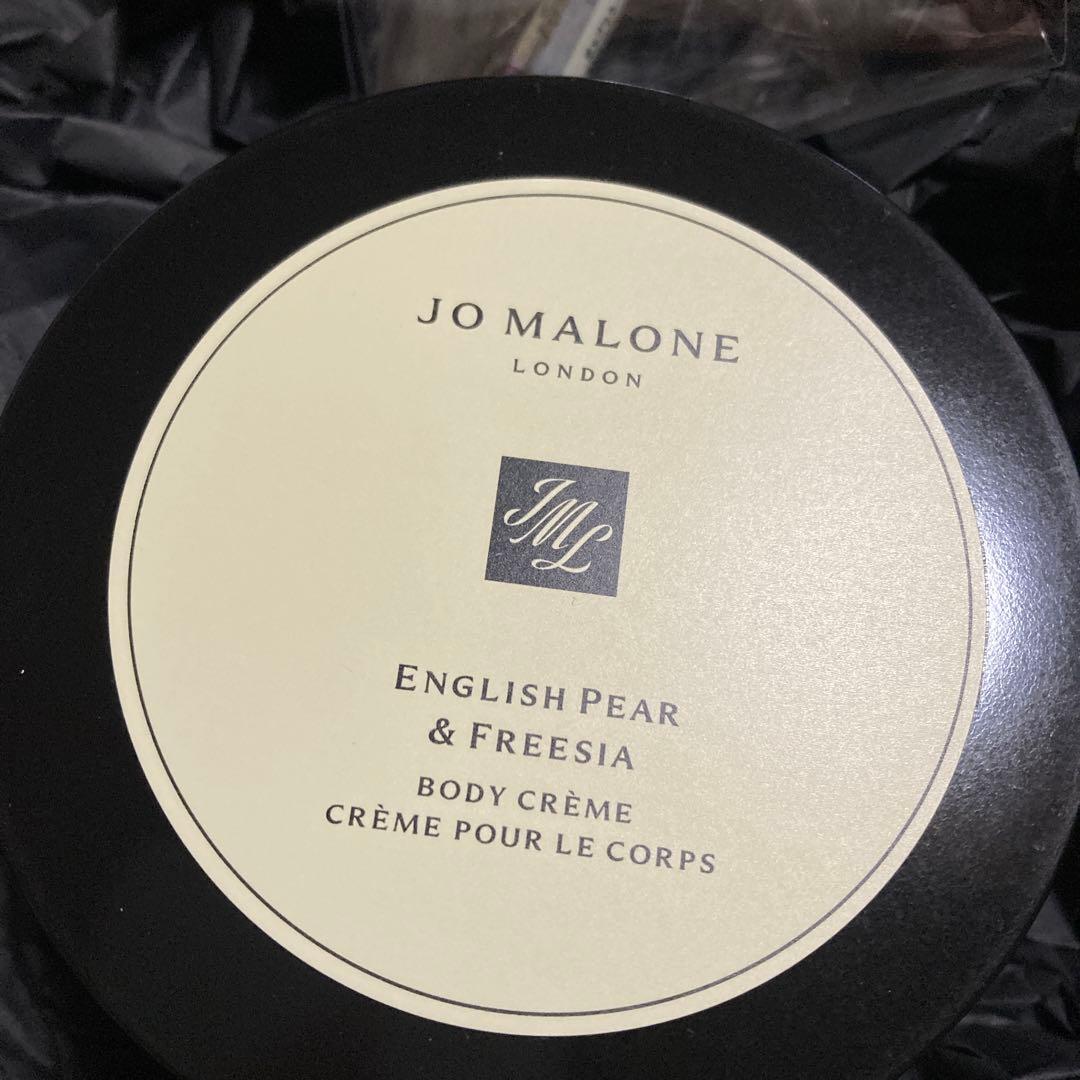 JO MALONE
LONDON
JML
ENGLISH PEAR
& FREESIA
BODY CRÈME
CRÈME POUR LE CORPS